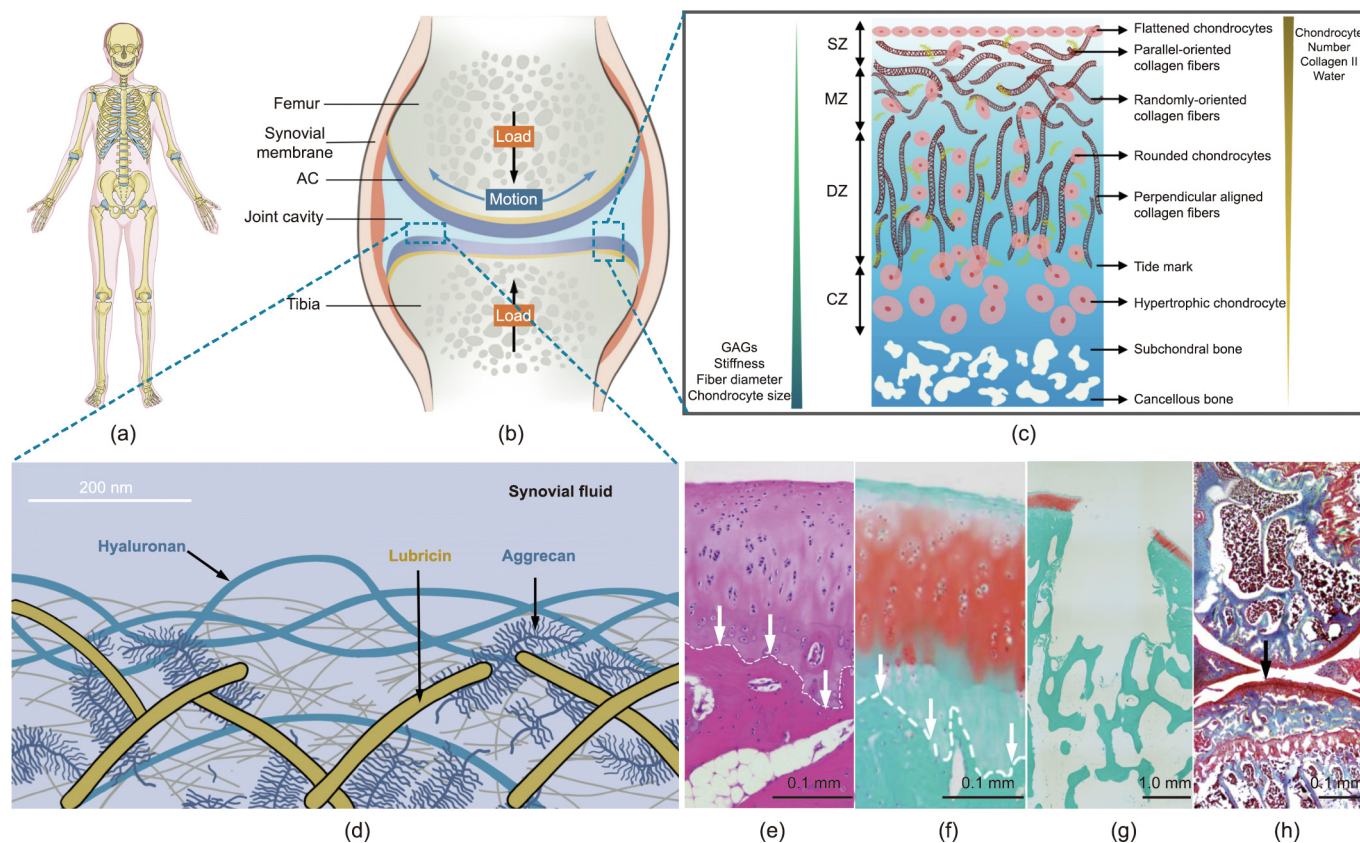 Femur
Synovial
membrane
AC
Joint cavity
Tibia
Load
Motion
Load
(a)
(b)
SZ
MZ
DZ
CZ
GAGs
Stiffness
Fiber diameter
Chondrocyte size
Flattened chondrocytes
Parallel-oriented
collagen fibers
Randomly-oriented
collagen fibers
Rounded chondrocytes
Perpendicular aligned
collagen fibers
Tide mark
Hypertrophic chondrocyte
Subchondral bone
Cancellous bone
Chondrocyte
Number
Collagen II
Water
(c)
200 nm
Synovial fluid
Hyaluronan
Lubricin
Aggrecan
(d)
0.1 mm
(e)
0.1 mm
(f)
1.0 mm
(g)
0.1 mm
(h)